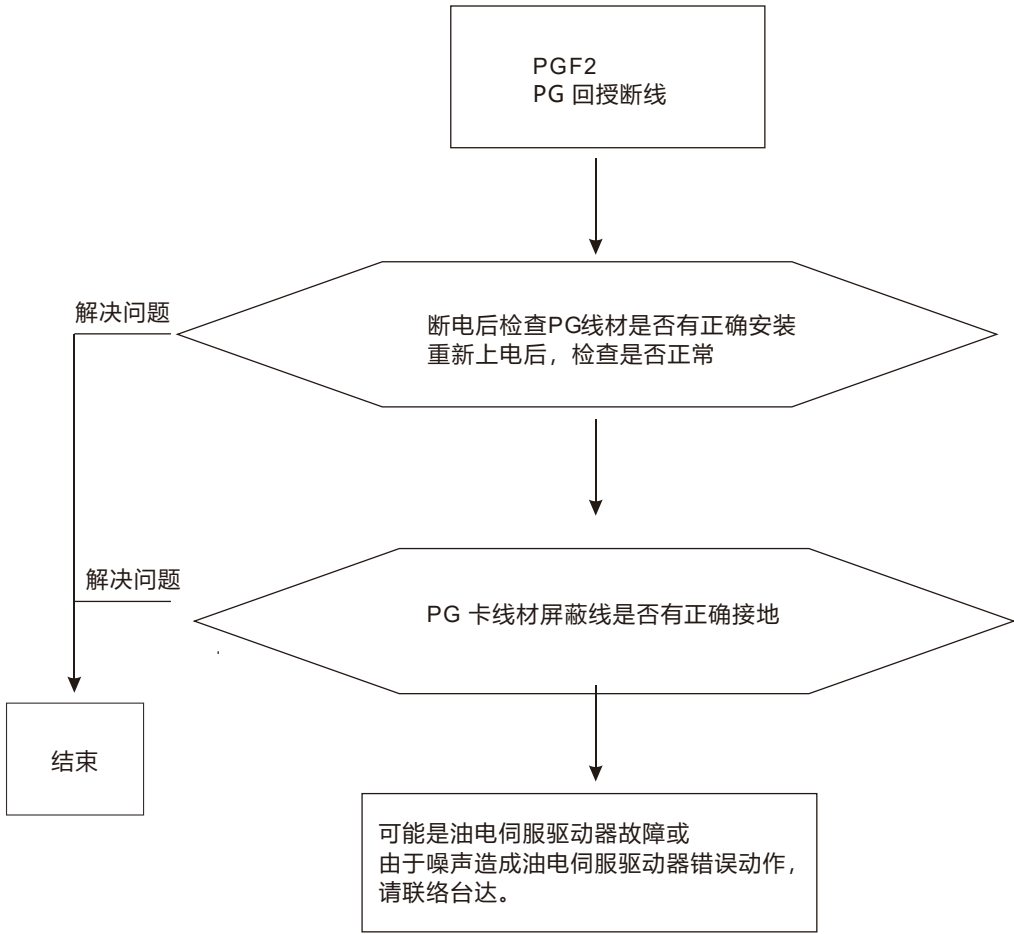 PGF2
PG 回授断线
解决问题
断电后检查PG线材是否有正确安装
重新上电后，检查是否正常
解决问题
PG 卡线材屏蔽线是否有正确接地
结束
可能是油电伺服驱动器故障或
由于噪声造成油电伺服驱动器错误动作，
请联络台达。